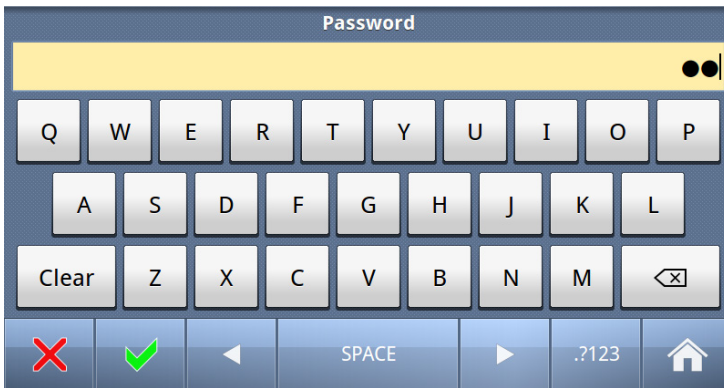 Password
●●
Q W E R T Y U I O P
A S D F G H J K L
Clear Z X C V B N M
SPACE .?123